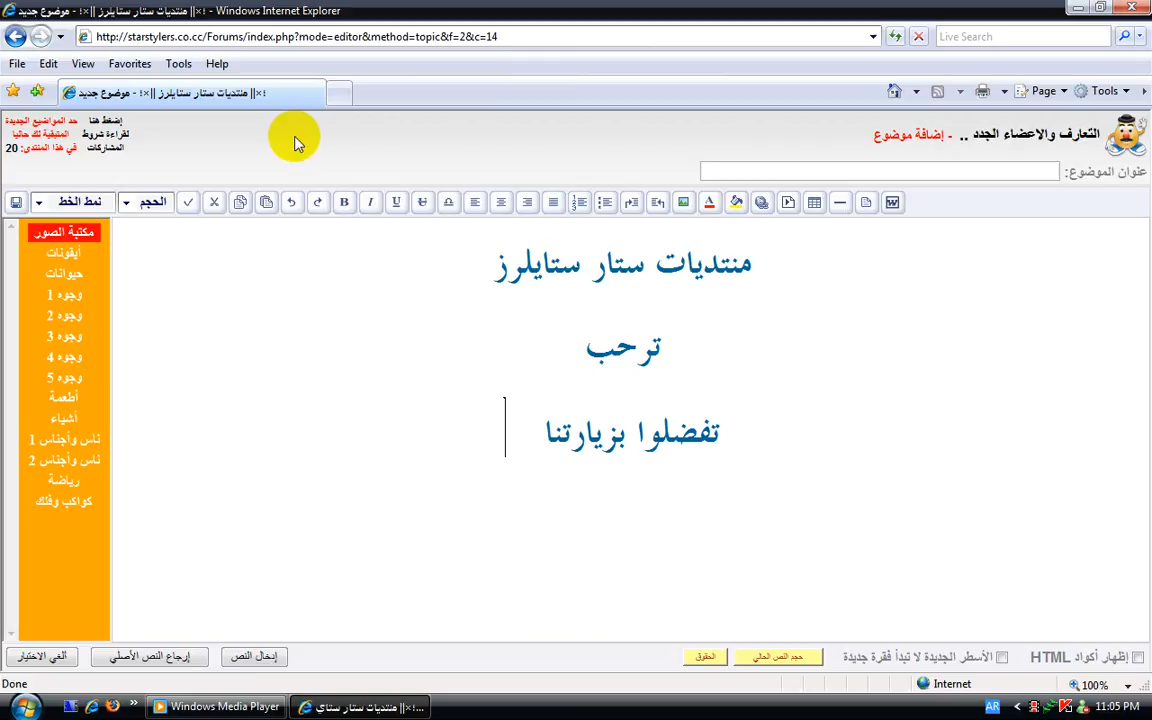 ؛×|| منتديات ستار ستايلرز ||×؛ - موضوع جديد - Windows Internet Explorer
http://starstylers.co.cc/Forums/index.php?mode=editor&method=topic&f=2&c=14
Live Search
File Edit View Favorites Tools Help
؛×|| منتديات ستار ستايلرز ||×؛ - موضوع جديد
Page Tools
التعارف والاعضاء الجدد .. - إضافة موضوع
إضغط هنا
لقراءة شروط
المشاركات
حد المواضيع الجديدة
المتبقية لك حاليا
في هذا المنتدى: 20
عنوان الموضوع:
نمط الخط
الحجم
B I U
مكتبة الصور
أيقونات
حيوانات
وجوه 1
وجوه 2
وجوه 3
وجوه 4
وجوه 5
أطعمة
أشياء
ناس وأجناس 1
ناس وأجناس 2
رياضة
كواكب وفلك
منتديات ستار ستايلرز
ترحب
تفضلوا بزيارتنا
إظهار أكواد HTML
الأسطر الجديدة لا تبدأ فقرة جديدة
حجم النص الحالي
الحقوق
إدخال النص
إرجاع النص الأصلي
ألغي الاختيار
Done
Internet
100%
Windows Media Player
؛×|| منتديات ستار ستاي...
AR
11:05 PM